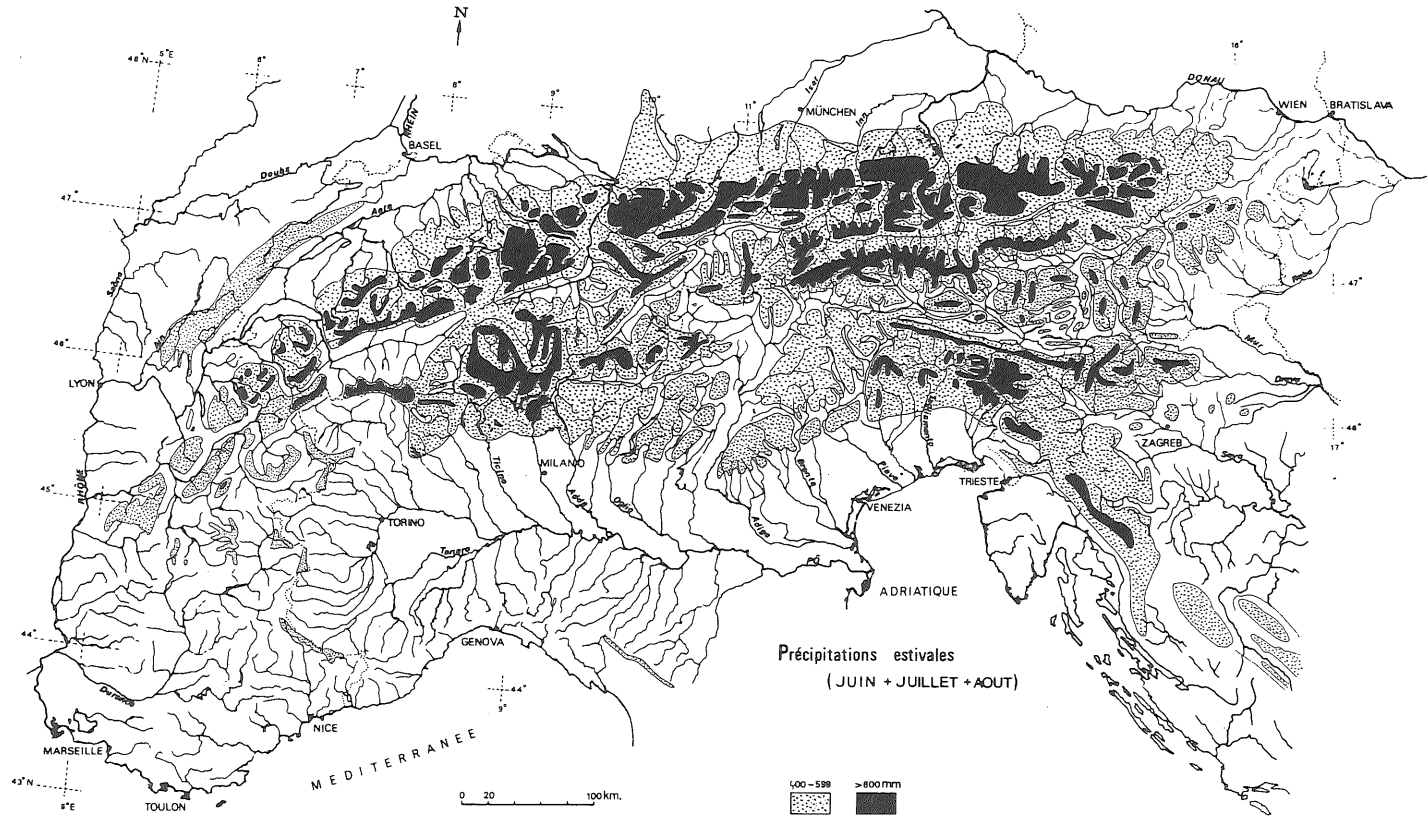 N
48°N
5°E
6°
7°
8°
9°
10°
11°
16°
Isar
MÜNCHEN
Inn
DONAU
WIEN
BRATISLAVA
RHEIN
BASEL
Doubs
47°
Aare
Saône
Ain
Raba
47°
46°
LYON
Mur
Drava
46°
17°
ZAGREB
Sava
Tagliamento
Piave
Brenta
TRIESTE
VENEZIA
Ticino
MILANO
Adda
Oglio
Adige
45°
RHÔNE
TORINO
Po
Tanaro
PÔ
ADRIATIQUE
44°
GENOVA
44°
9°
Durance
NICE
MARSEILLE
MEDITERRANEE
43°N
5°E
TOULON
Précipitations estivales
(JUIN + JUILLET + AOUT)
0 20 100 km.
400-599
>600mm